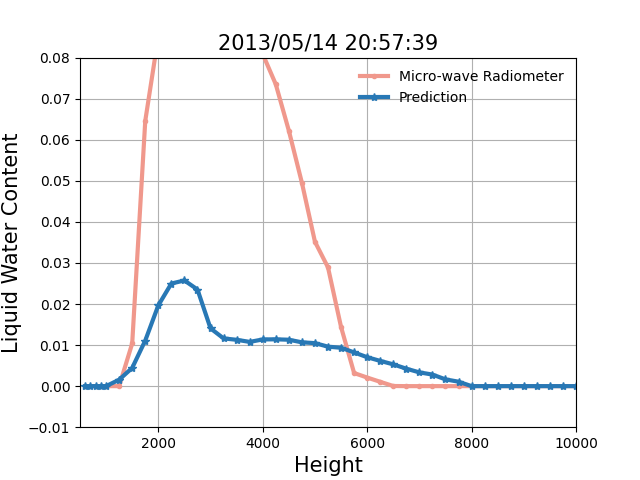 2013/05/14 20:57:39
Micro-wave Radiometer
Prediction
Liquid Water Content
0.08
0.07
0.06
0.05
0.04
0.03
0.02
0.01
0.00
−0.01
2000 4000 6000 8000 10000
Height